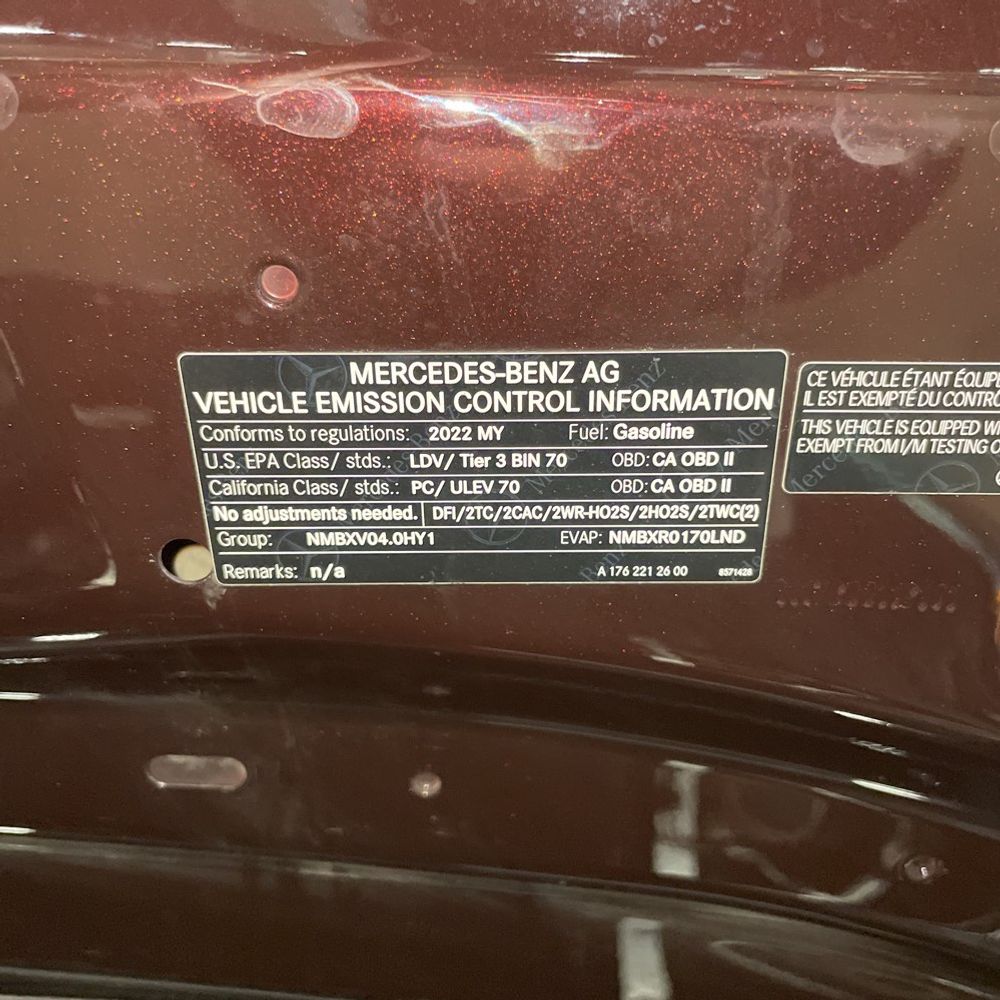 MERCEDES-BENZ AG
VEHICLE EMISSION CONTROL INFORMATION
Conforms to regulations: 2022 MY Fuel: Gasoline
U.S. EPA Class/ stds.: LDV/ Tier 3 BIN 70 OBD: CA OBD II
California Class/ stds.: PC/ ULEV 70 OBD: CA OBD II
No adjustments needed. DFI/2TC/2CAC/2WR-HO2S/2HO2S/2TWC(2)
Group: NMBXV04.0HY1 EVAP: NMBXR0170LND
Remarks: n/a A 176 221 26 00 8571428
CE VÉHICULE ÉTANT ÉQUIP
IL EST EXEMPTÉ DU CONTRÔ
THIS VEHICLE IS EQUIPPED WI
EXEMPT FROM I/M TESTING